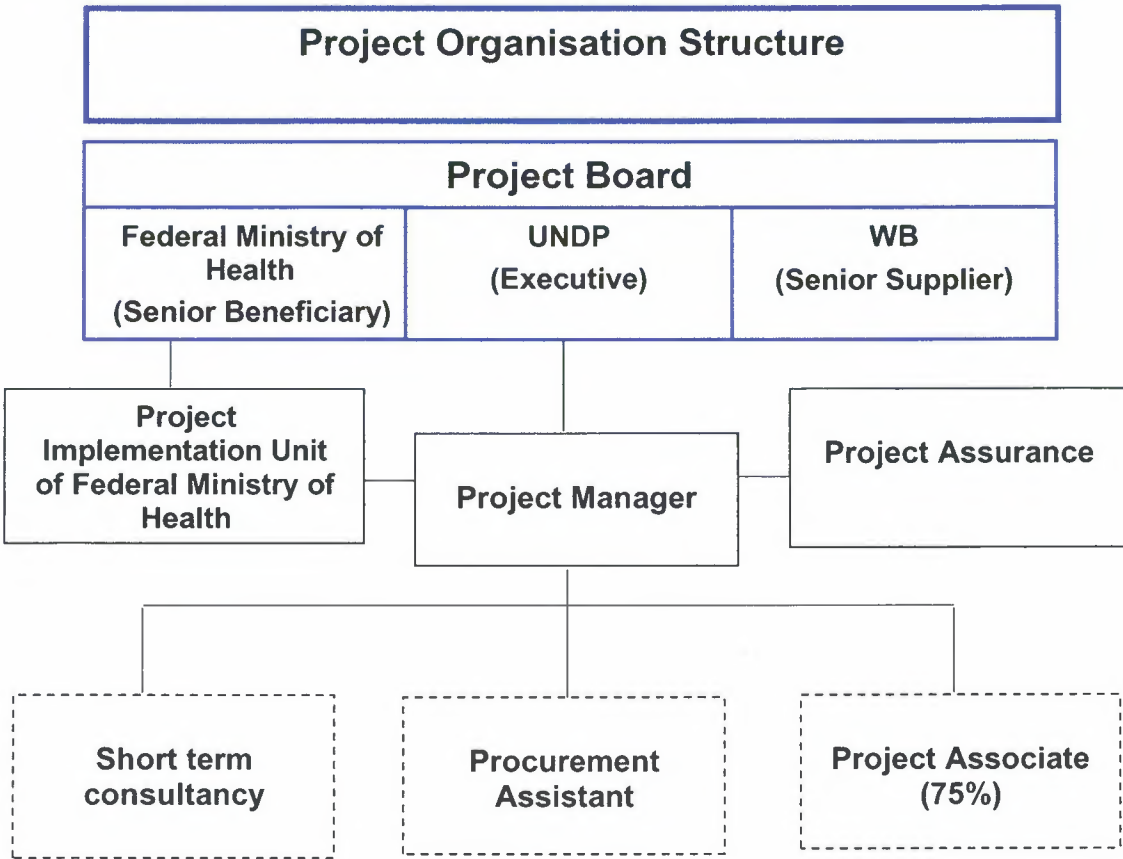 Project Organisation Structure
Project Board
Federal Ministry of
Health
(Senior Beneficiary)
UNDP
(Executive)
WB
(Senior Supplier)
Project
Implementation Unit
of Federal Ministry of
Health
Project Manager
Project Assurance
Short term
consultancy
Procurement
Assistant
Project Associate
(75%)